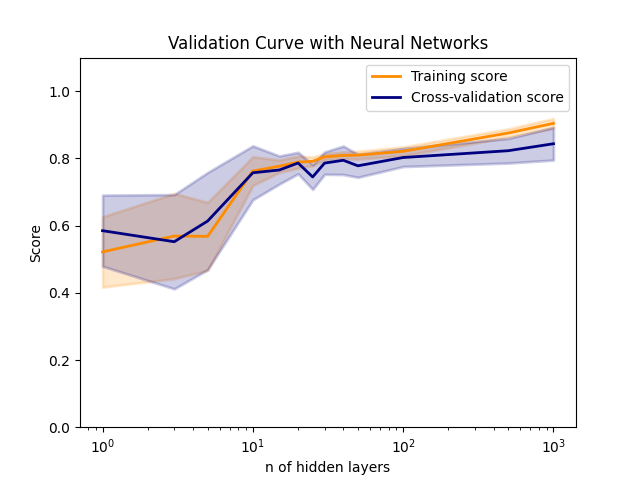 Validation Curve with Neural Networks
Training score
Cross-validation score
1.0
0.8
0.6
0.4
0.2
0.0
Score
10⁰
10¹
10²
10³
n of hidden layers